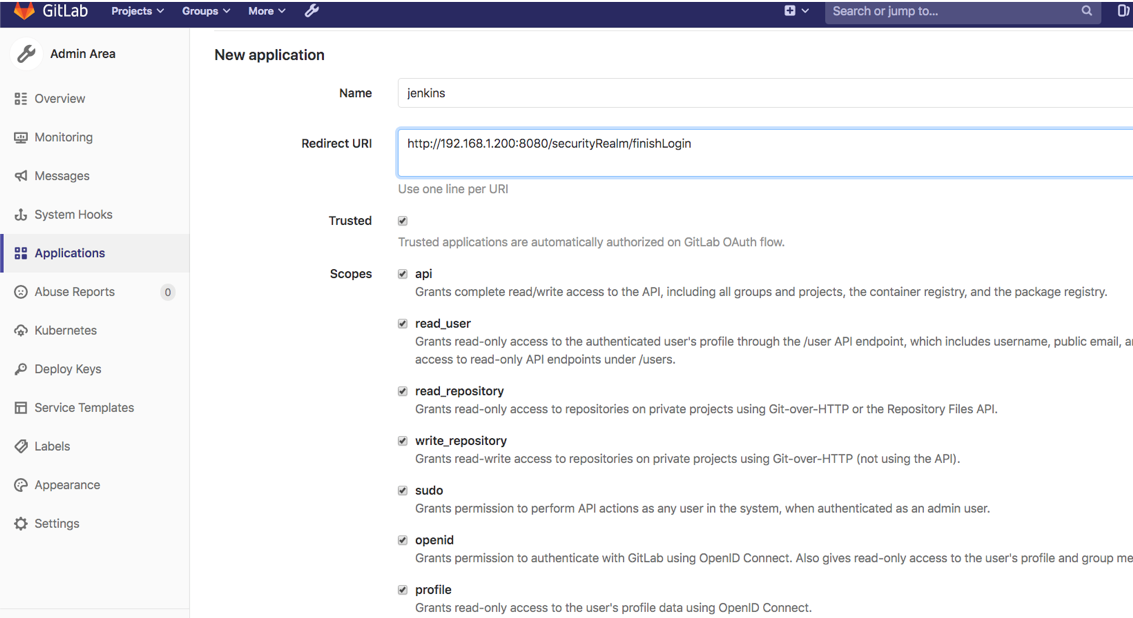 GitLab Projects Groups More Search or jump to...
Admin Area
Overview
Monitoring
Messages
System Hooks
Applications
Abuse Reports 0
Kubernetes
Deploy Keys
Service Templates
Labels
Appearance
Settings
New application
Name jenkins
Redirect URI http://192.168.1.200:8080/securityRealm/finishLogin
Use one line per URI
Trusted
Trusted applications are automatically authorized on GitLab OAuth flow.
Scopes api
Grants complete read/write access to the API, including all groups and projects, the container registry, and the package registry.
read_user
Grants read-only access to the authenticated user's profile through the /user API endpoint, which includes username, public email,
access to read-only API endpoints under /users.
read_repository
Grants read-only access to repositories on private projects using Git-over-HTTP or the Repository Files API.
write_repository
Grants read-write access to repositories on private projects using Git-over-HTTP (not using the API).
sudo
Grants permission to perform API actions as any user in the system, when authenticated as an admin user.
openid
Grants permission to authenticate with GitLab using OpenID Connect. Also gives read-only access to the user's profile and group me
profile
Grants read-only access to the user's profile data using OpenID Connect.